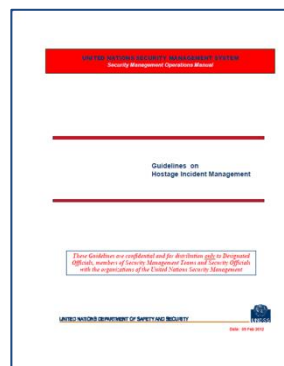 UNITED NATIONS SECURITY MANAGEMENT SYSTEM
Security Management Operations Manual
Guidelines on
Hostage Incident Management
These Guidelines are confidential and for distribution only to Designated
Officials, members of Security Management Teams and Security Officials
with the organizations of the United Nations Security Management
UNITED NATIONS DEPARTMENT OF SAFETY AND SECURITY
UNDSS